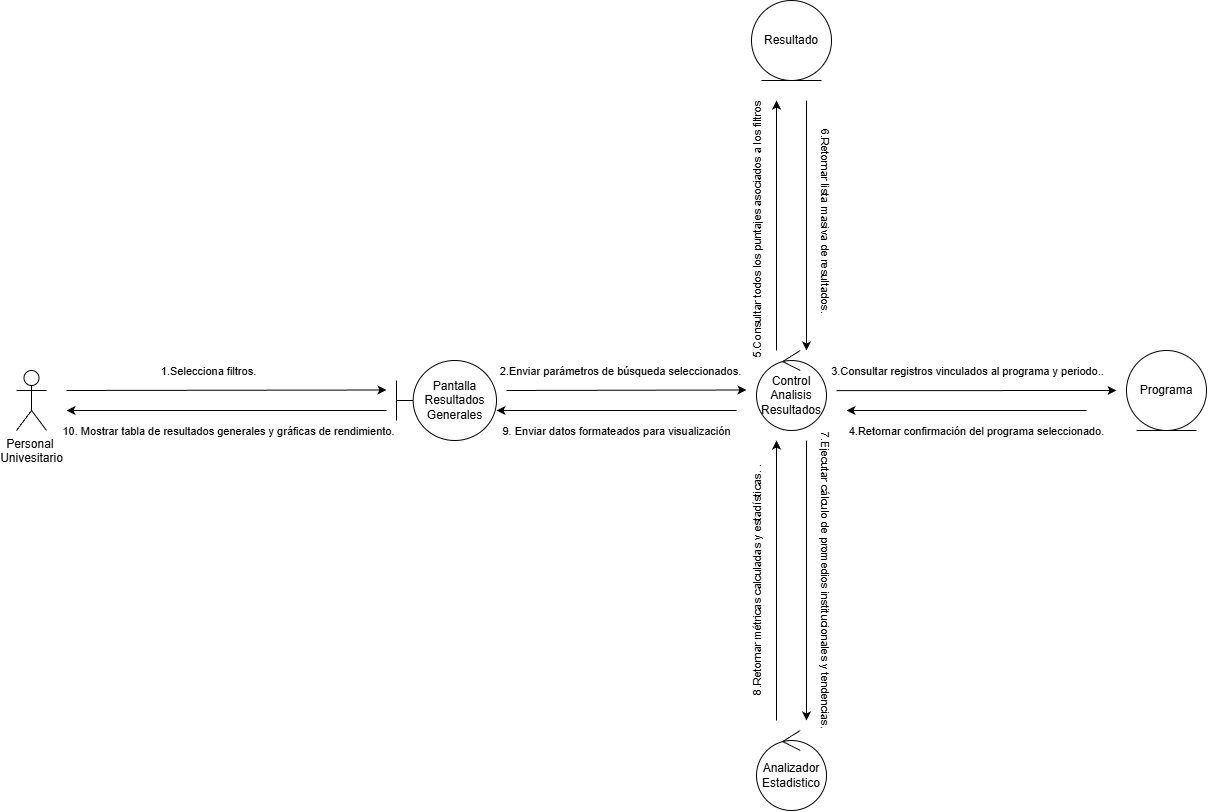 Resultado
5.Consultar todos los puntajes asociados a los filtros
6.Retornar lista masiva de resultados.
1.Selecciona filtros.
2.Enviar parámetros de búsqueda seleccionados.
3.Consultar registros vinculados al programa y periodo..
Pantalla
Resultados
Generales
Control
Analisis
Resultados
Programa
Personal
Univesitario
10. Mostrar tabla de resultados generales y gráficas de rendimiento.
9. Enviar datos formateados para visualización
4.Retornar confirmación del programa seleccionado.
8.Retornar métricas calculadas y estadísticas. .
7.Ejecutar cálculo de promedios institucionales y tendencias.
Analizador
Estadistico